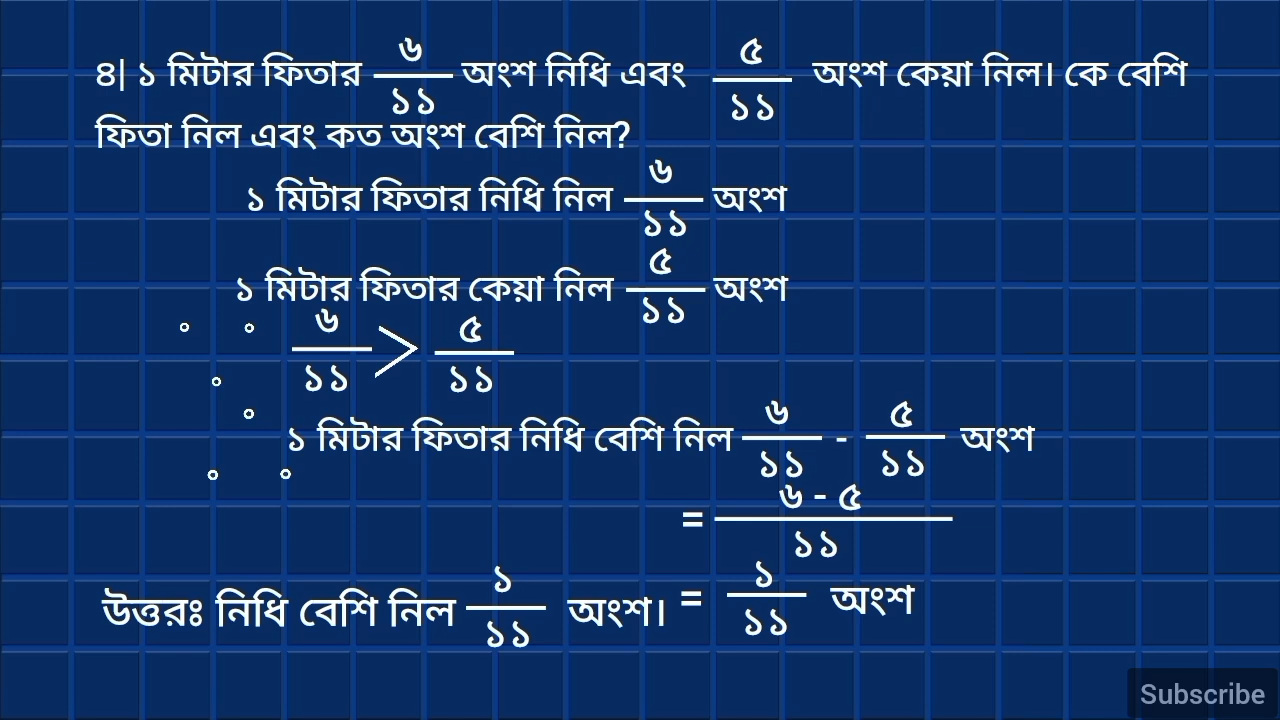 ৪| ১ মিটার ফিতার ৬/১১ অংশ নিধি এবং ৫/১১ অংশ কেয়া নিল। কে বেশি
ফিতা নিল এবং কত অংশ বেশি নিল?
১ মিটার ফিতার নিধি নিল ৬/১১ অংশ
১ মিটার ফিতার কেয়া নিল ৫/১১ অংশ
∵ ৬/১১ > ৫/১১
∴ ১ মিটার ফিতার নিধি বেশি নিল ৬/১১ - ৫/১১ অংশ
= ৬ - ৫/১১
= ১/১১ অংশ
উত্তরঃ নিধি বেশি নিল ১/১১ অংশ।
Subscribe